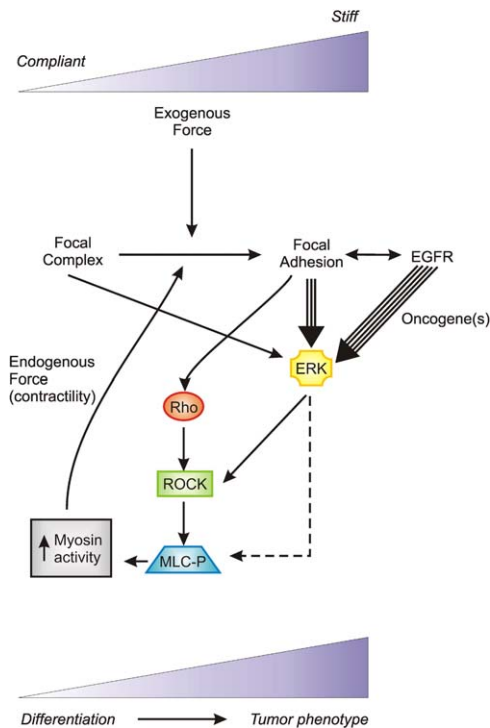 Stiff
Compliant
Exogenous
Force
Focal
Complex
Focal
Adhesion
EGFR
Oncogene(s)
ERK
Endogenous
Force
(contractility)
Rho
ROCK
Myosin
activity
MLC-P
Differentiation
Tumor phenotype